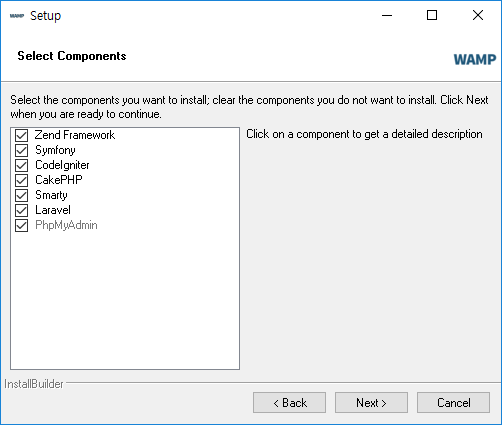 WAMP Setup
Select Components
WAMP
Select the components you want to install; clear the components you do not want to install. Click Next
when you are ready to continue.
Zend Framework
Symfony
CodeIgniter
CakePHP
Smarty
Laravel
PhpMyAdmin
Click on a component to get a detailed description
InstallBuilder
< Back
Next >
Cancel